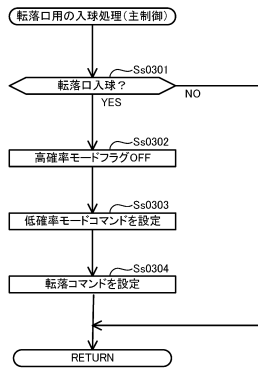 転落口用の入球処理(主制御)
Ss0301
転落口入球？
YES
NO
Ss0302
高確率モードフラグOFF
Ss0303
低確率モードコマンドを設定
Ss0304
転落コマンドを設定
RETURN